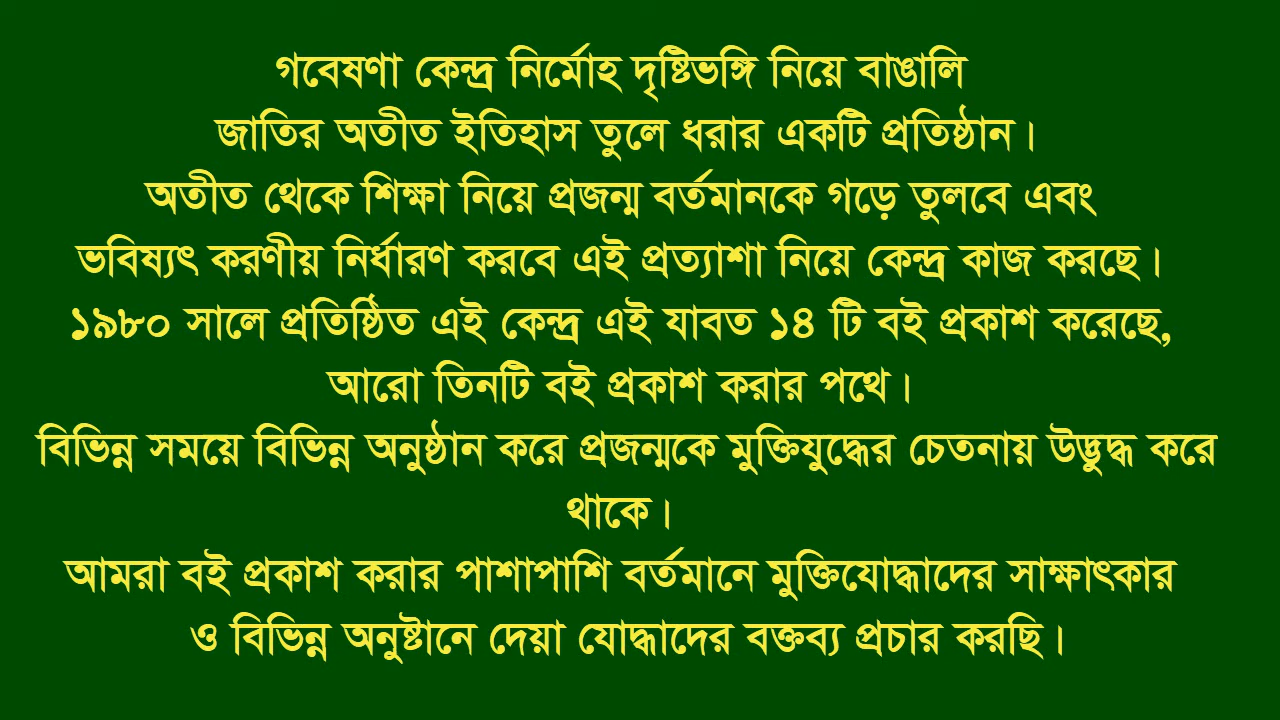 গবেষণা কেন্দ্র নির্মোহ দৃষ্টিভঙ্গি নিয়ে বাঙালি
জাতির অতীত ইতিহাস তুলে ধরার একটি প্রতিষ্ঠান।
অতীত থেকে শিক্ষা নিয়ে প্রজন্ম বর্তমানকে গড়ে তুলবে এবং
ভবিষ্যৎ করণীয় নির্ধারণ করবে এই প্রত্যাশা নিয়ে কেন্দ্র কাজ করছে।
১৯৮০ সালে প্রতিষ্ঠিত এই কেন্দ্র এই যাবত ১৪ টি বই প্রকাশ করেছে,
আরো তিনটি বই প্রকাশ করার পথে।
বিভিন্ন সময়ে বিভিন্ন অনুষ্ঠান করে প্রজন্মকে মুক্তিযুদ্ধের চেতনায় উদ্ভুদ্ধ করে
থাকে।
আমরা বই প্রকাশ করার পাশাপাশি বর্তমানে মুক্তিযোদ্ধাদের সাক্ষাৎকার
ও বিভিন্ন অনুষ্টানে দেয়া যোদ্ধাদের বক্তব্য প্রচার করছি।